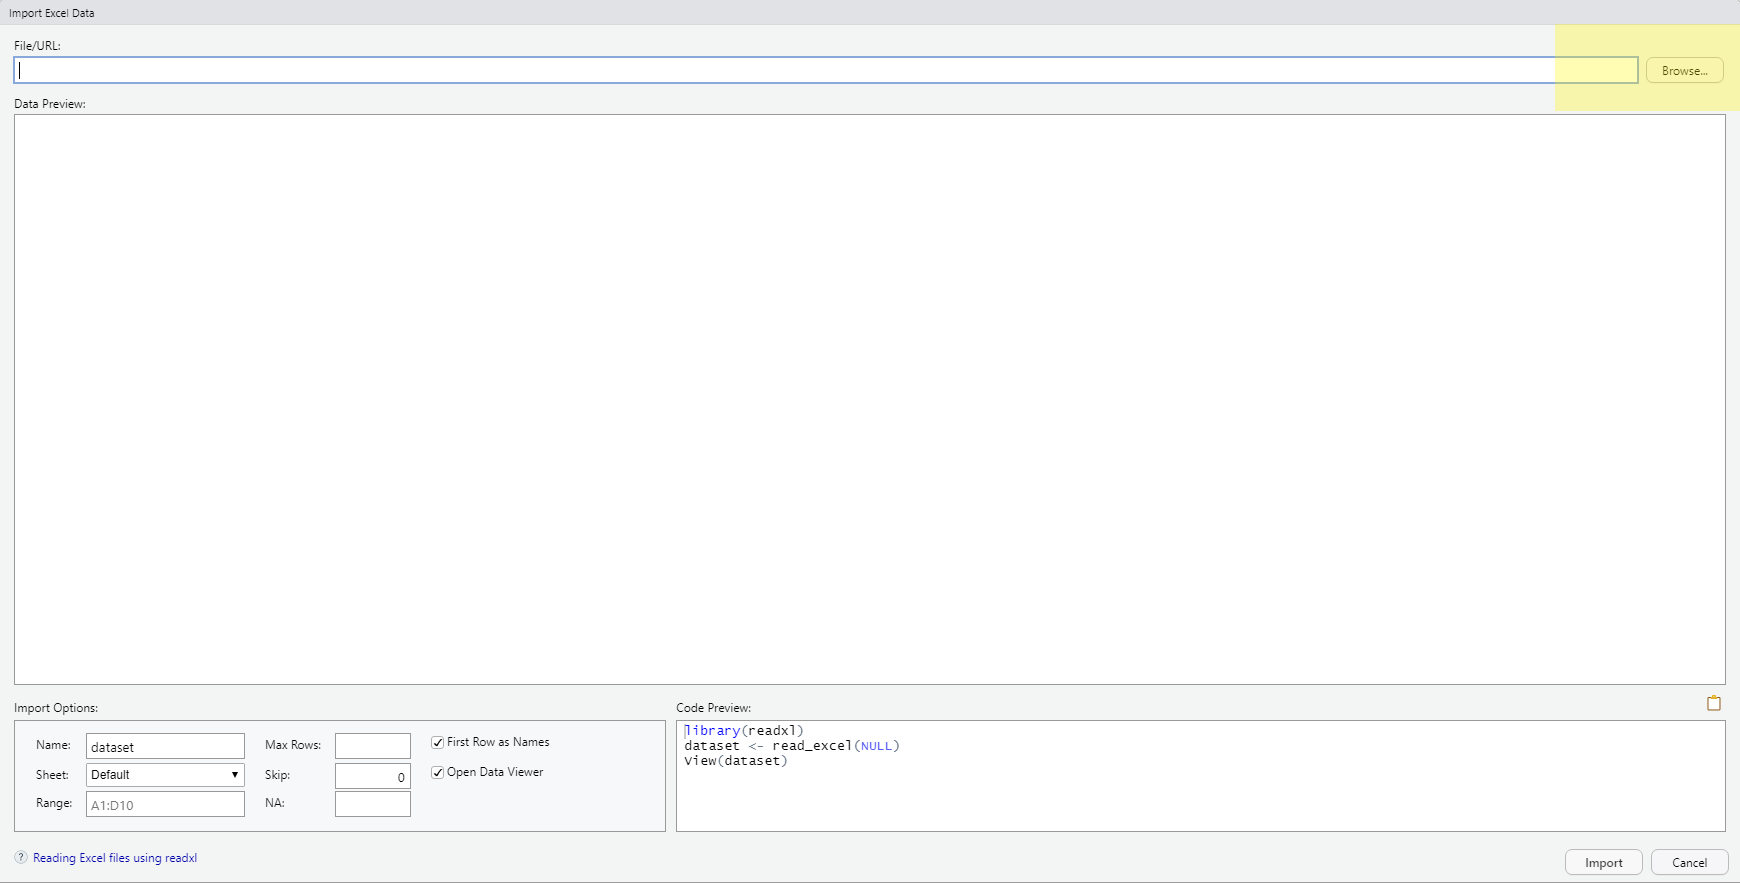 Import Excel Data
File/URL:
Browse...
Data Preview:
Import Options:
Name: dataset
Max Rows:
First Row as Names
Sheet: Default
Skip: 0
Open Data Viewer
Range: A1:D10
NA:
Code Preview:
library(readxl)
dataset <- read_excel(NULL)
View(dataset)
? Reading Excel files using readxl
Import
Cancel